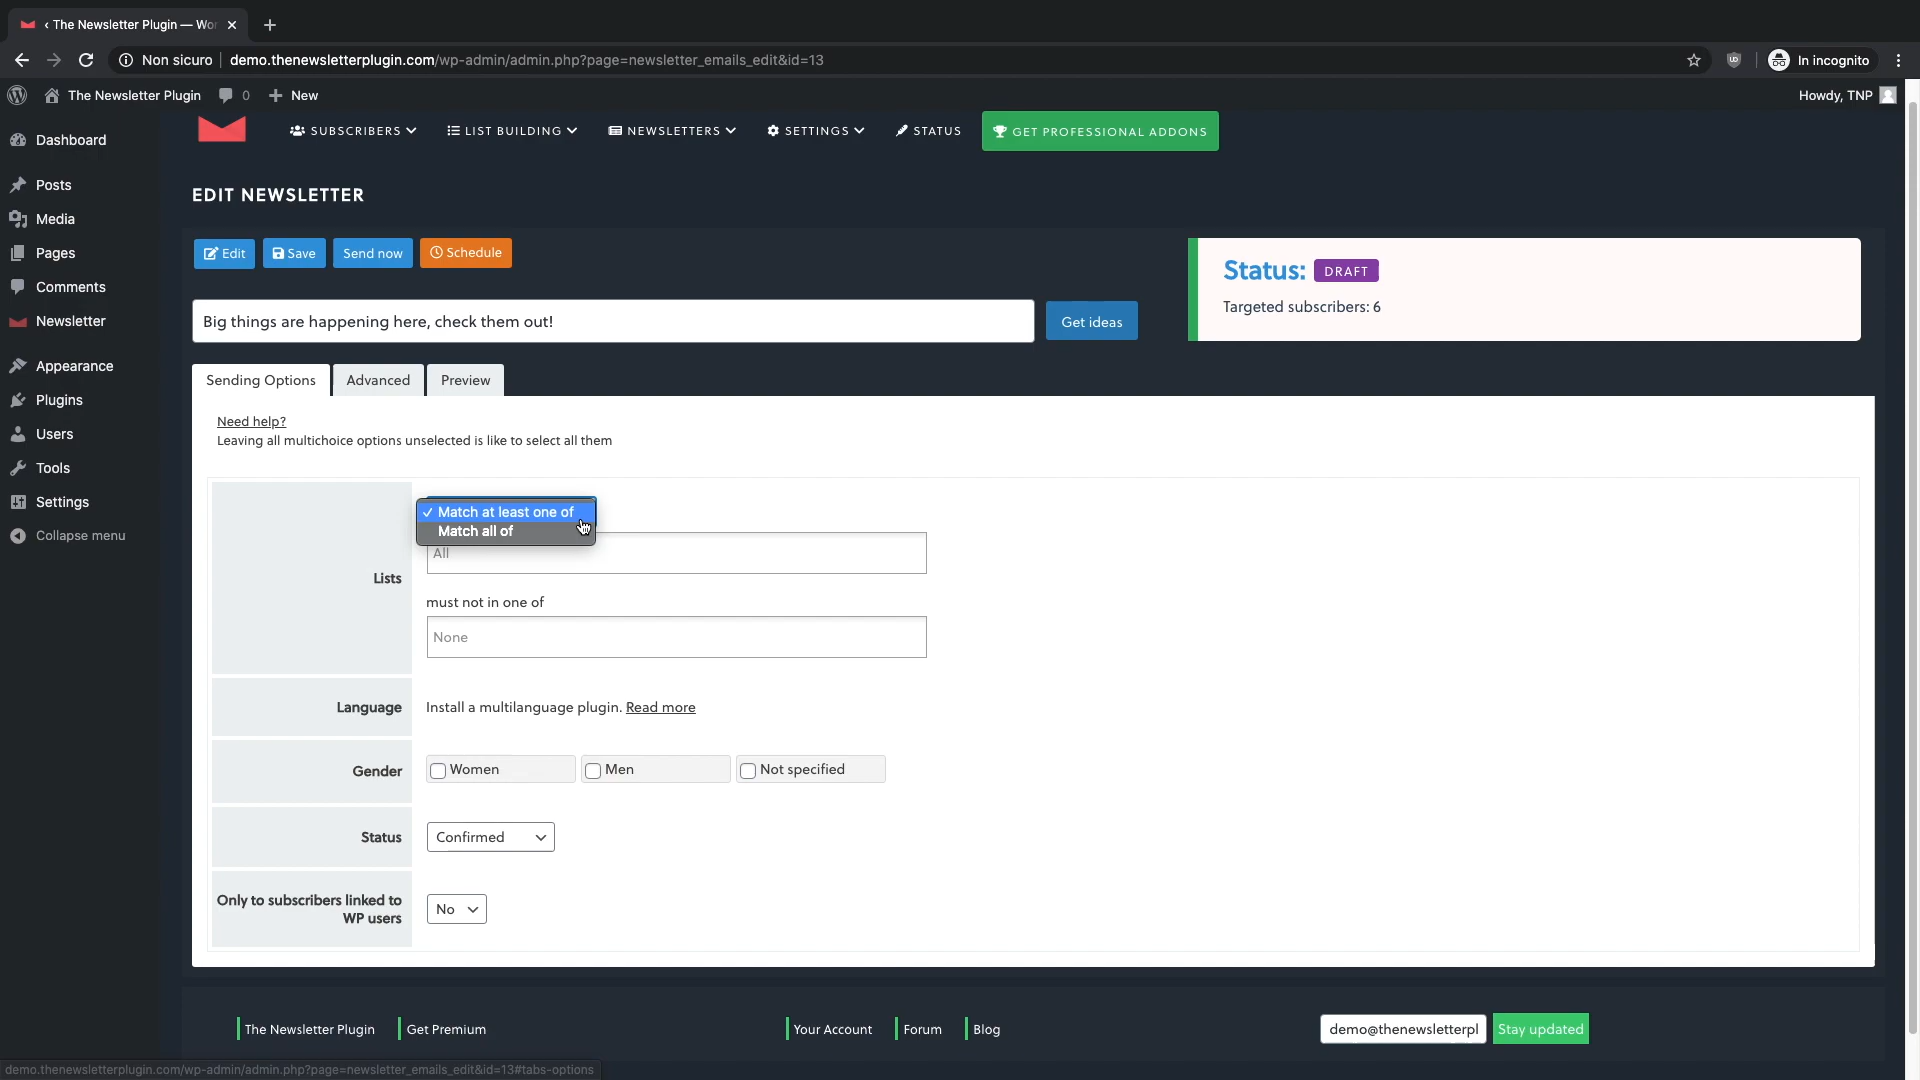 ‹ The Newsletter Plugin — Wor
Non sicuro
demo.thenewsletterplugin.com/wp-admin/admin.php?page=newsletter_emails_edit&id=13
In incognito
The Newsletter Plugin
0
New
Howdy, TNP
Dashboard
Posts
Media
Pages
Comments
Newsletter
Appearance
Plugins
Users
Tools
Settings
Collapse menu
SUBSCRIBERS
LIST BUILDING
NEWSLETTERS
SETTINGS
STATUS
GET PROFESSIONAL ADDONS
EDIT NEWSLETTER
Edit
Save
Send now
Schedule
Status: DRAFT
Targeted subscribers: 6
Big things are happening here, check them out!
Get ideas
Sending Options
Advanced
Preview
Need help?
Leaving all multichoice options unselected is like to select all them
Lists
✓ Match at least one of
Match all of
All
must not in one of
None
Language
Install a multilanguage plugin. Read more
Gender
Women
Men
Not specified
Status
Confirmed
Only to subscribers linked to
WP users
No
The Newsletter Plugin
Get Premium
Your Account
Forum
Blog
demo@thenewsletterpl
Stay updated
demo.thenewsletterplugin.com/wp-admin/admin.php?page=newsletter_emails_edit&id=13#tabs-options